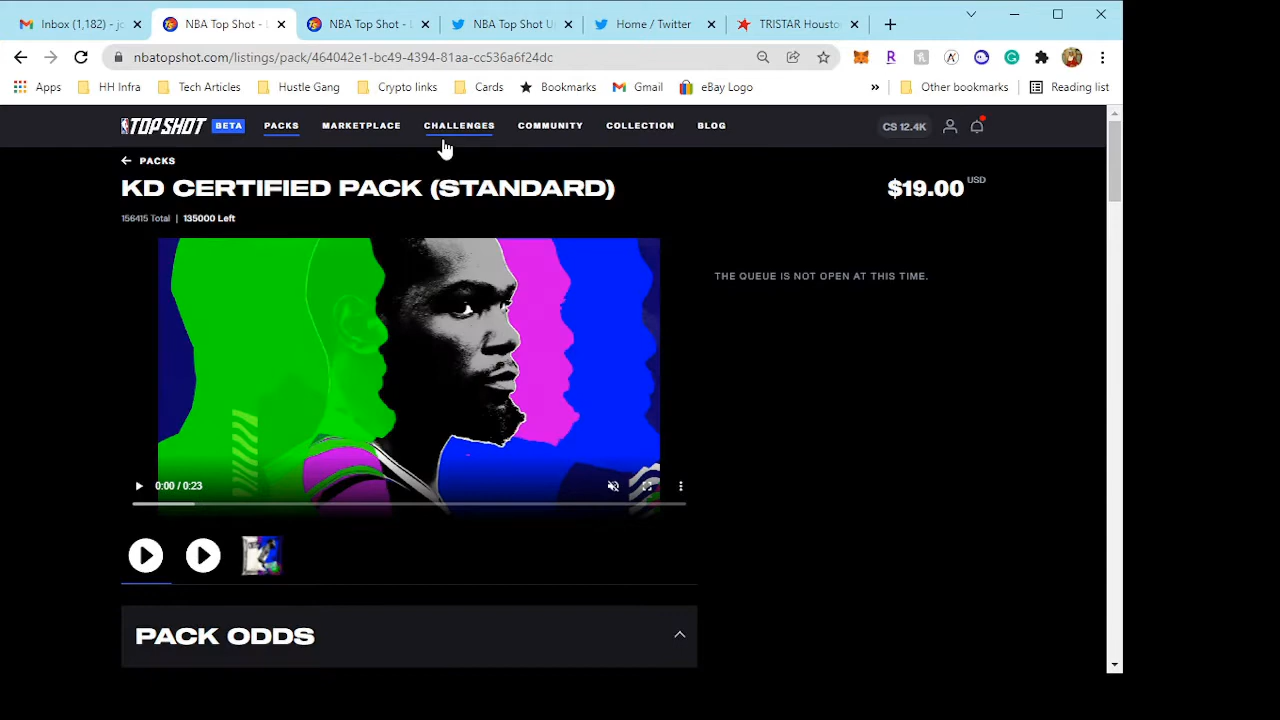 Inbox (1,182) - jc
NBA Top Shot - L
NBA Top Shot - L
NBA Top Shot U
Home / Twitter
TRISTAR Housto
nbatopshot.com/listings/pack/464042e1-bc49-4394-81aa-cc536a6f24dc
Apps
HH Infra
Tech Articles
Hustle Gang
Crypto links
Cards
Bookmarks
Gmail
eBay Logo
»
Other bookmarks
Reading list
TOP SHOT
BETA
PACKS
MARKETPLACE
CHALLENGES
COMMUNITY
COLLECTION
BLOG
CS 12.4K
PACKS
KD CERTIFIED PACK (STANDARD)
$19.00 USD
156415 Total | 135000 Left
THE QUEUE IS NOT OPEN AT THIS TIME.
0:00 / 0:23
PACK ODDS